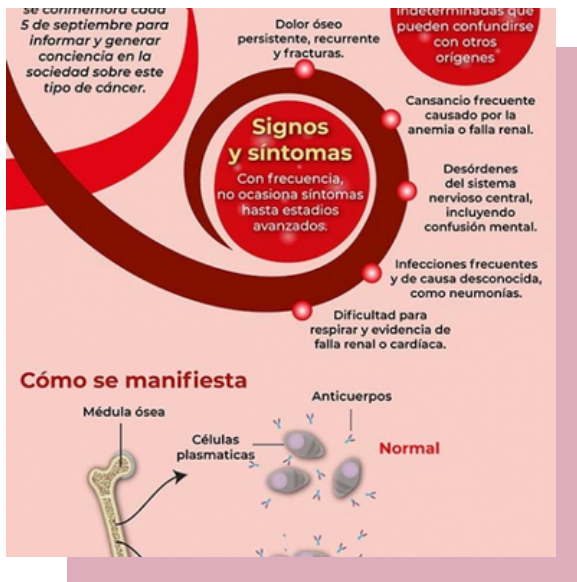 se conmemora cada
5 de septiembre para
informar y generar
conciencia en la
sociedad sobre este
tipo de cáncer.
Dolor óseo
persistente, recurrente
y fracturas.
indeterminadas que
pueden confundirse
con otros
orígenes
Signos
y síntomas
Con frecuencia,
no ocasiona síntomas
hasta estadios
avanzados.
Cansancio frecuente
causado por la
anemia o falla renal.
Desórdenes
del sistema
nervioso central,
incluyendo
confusión mental.
Infecciones frecuentes
y de causa desconocida,
como neumonías.
Dificultad para
respirar y evidencia de
falla renal o cardíaca.
Cómo se manifiesta
Médula ósea
Células
plasmaticas
Anticuerpos
Normal